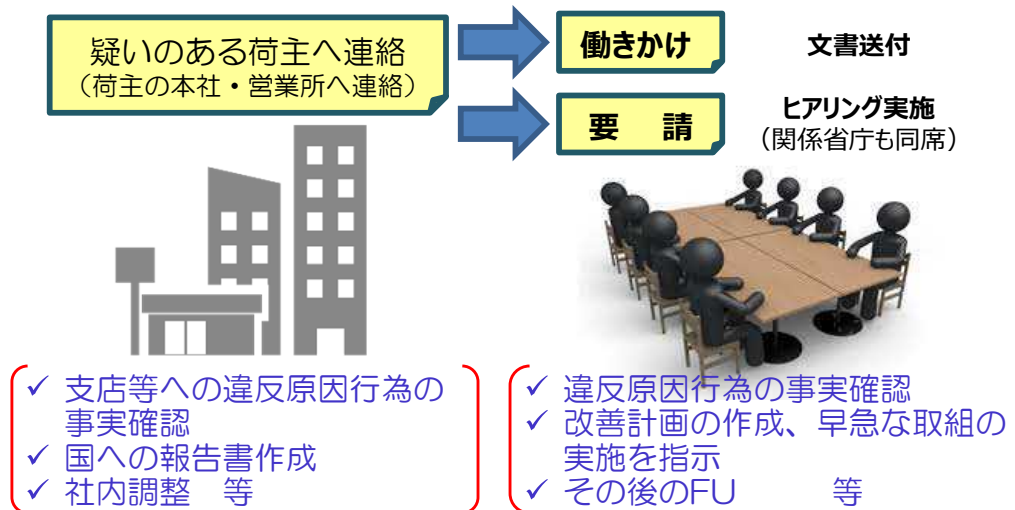 疑いのある荷主へ連絡
（荷主の本社・営業所へ連絡）
働きかけ
文書送付
要　請
ヒアリング実施
（関係省庁も同席）
✓ 支店等への違反原因行為の
事実確認
✓ 国への報告書作成
✓ 社内調整　等
✓ 違反原因行為の事実確認
✓ 改善計画の作成、早急な取組の
実施を指示
✓ その後のFU　　　等